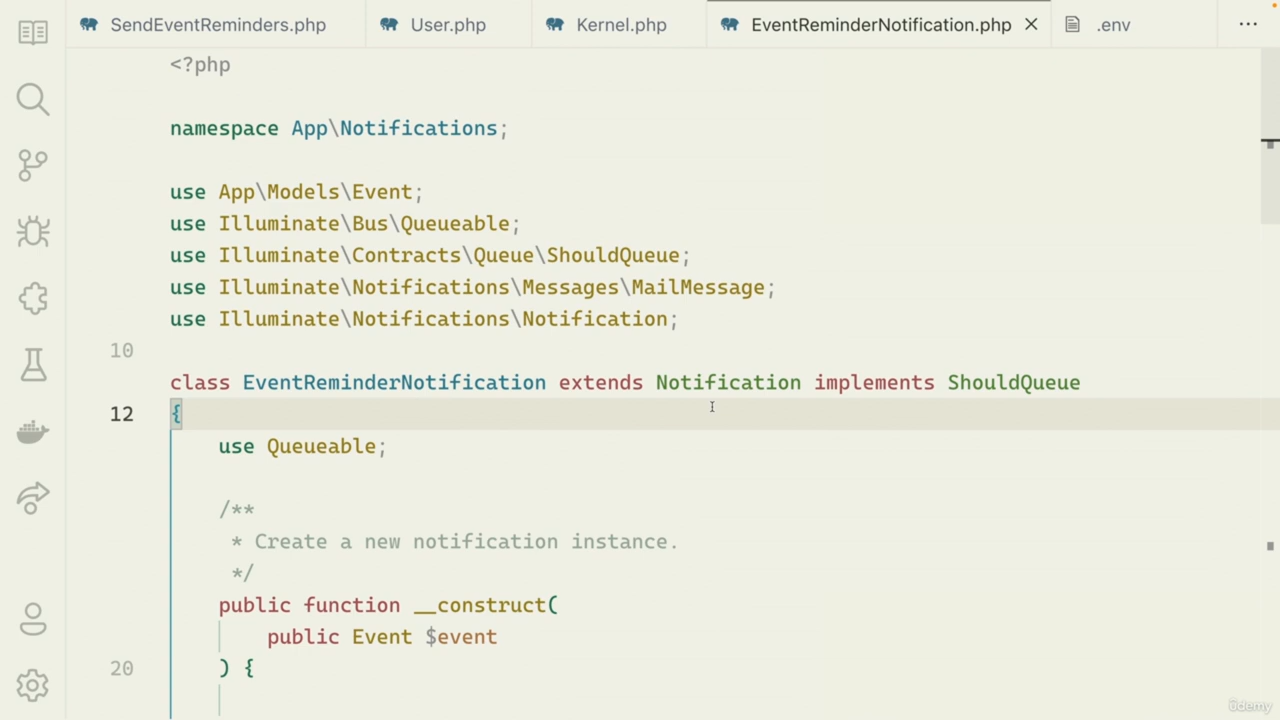 SendEventReminders.php User.php Kernel.php EventReminderNotification.php .env
<?php
namespace App\Notifications;
use App\Models\Event;
use Illuminate\Bus\Queueable;
use Illuminate\Contracts\Queue\ShouldQueue;
use Illuminate\Notifications\Messages\MailMessage;
use Illuminate\Notifications\Notification;
10
class EventReminderNotification extends Notification implements ShouldQueue
12 {
use Queueable;
/**
* Create a new notification instance.
*/
public function __construct(
public Event $event
20 ) {
ûdemy